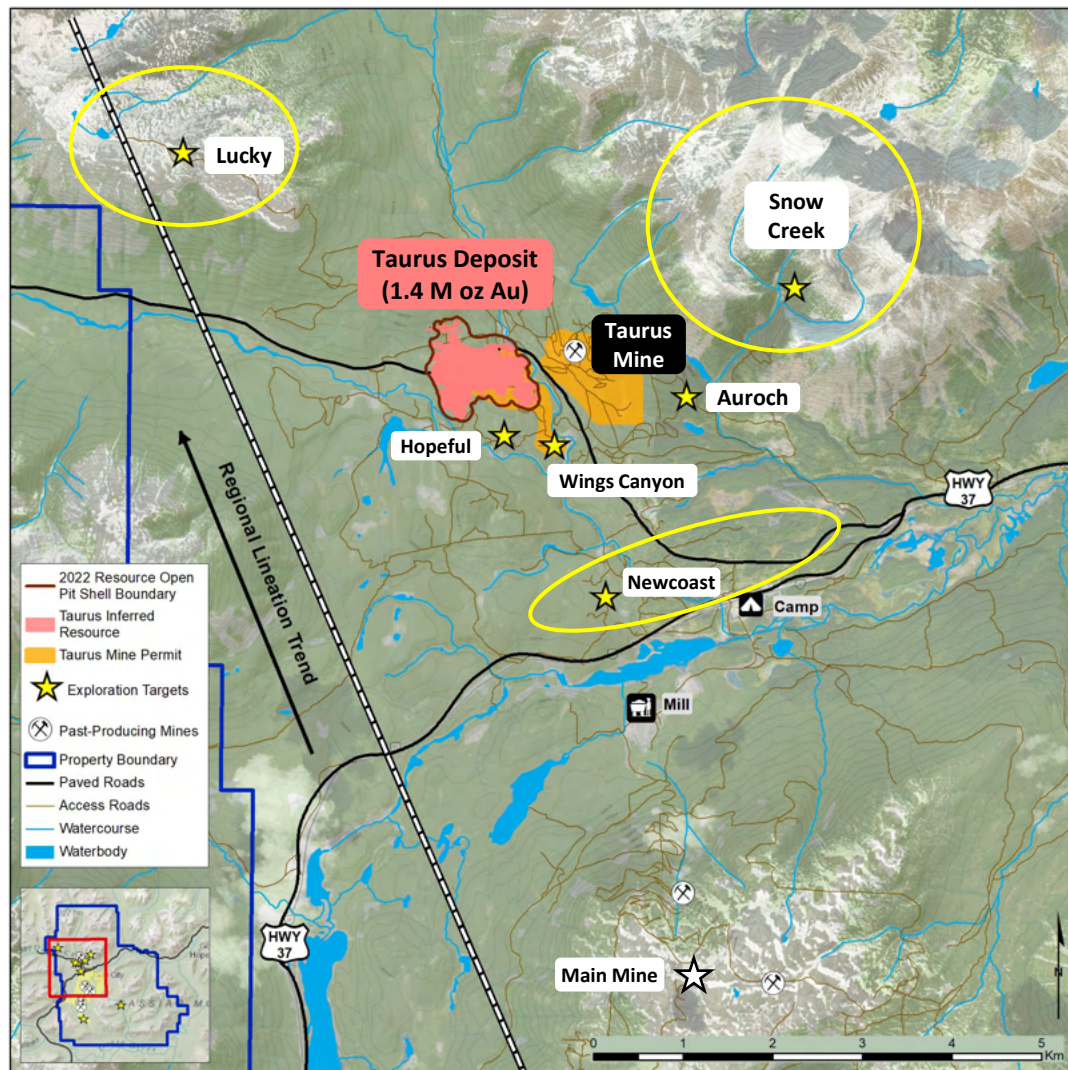 Lucky
Snow
Creek
Taurus Deposit
(1.4 M oz Au)
Taurus
Mine
Auroch
Hopeful
Wings Canyon
HWY
37
Regional Lineation Trend
Newcoast
Camp
Mill
2022 Resource Open
Pit Shell Boundary
Taurus Inferred
Resource
Taurus Mine Permit
Exploration Targets
Past-Producing Mines
Property Boundary
Paved Roads
Access Roads
Watercourse
Waterbody
HWY
37
Main Mine
N
0 1 2 3 4 5
Km
City